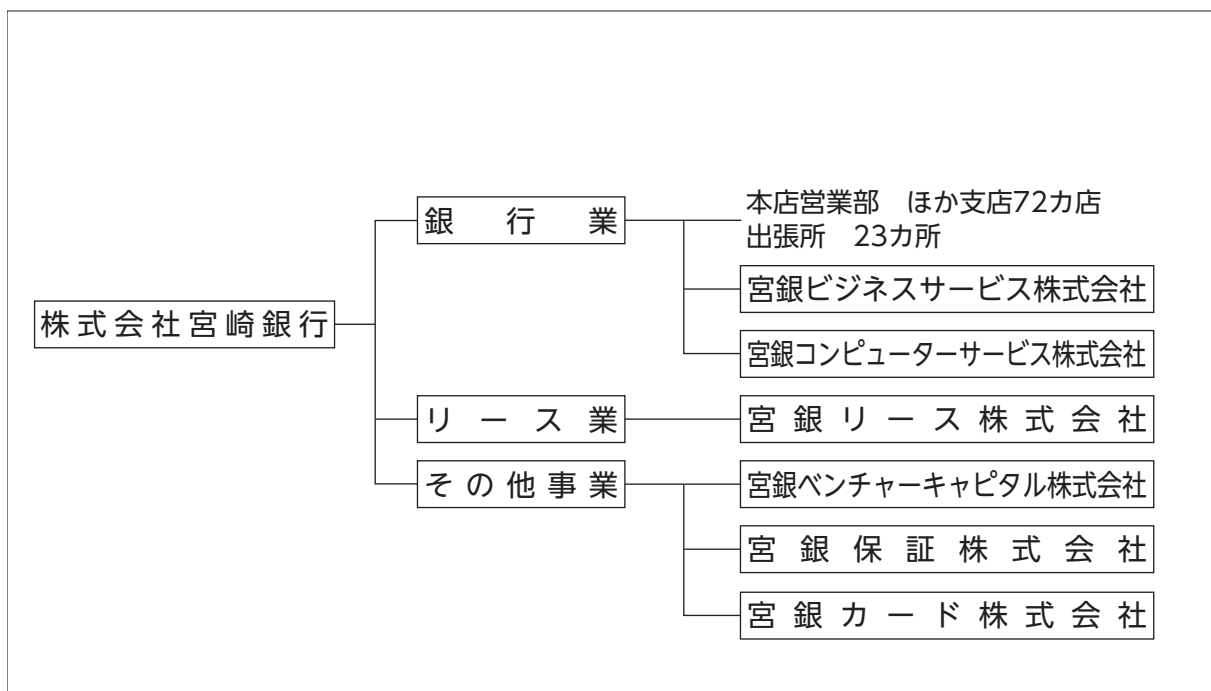 株式会社宮崎銀行
銀行業
本店営業部　ほか支店72カ店
出張所　23カ所
宮銀ビジネスサービス株式会社
宮銀コンピューターサービス株式会社
リース業
宮銀リース株式会社
その他事業
宮銀ベンチャーキャピタル株式会社
宮銀保証株式会社
宮銀カード株式会社